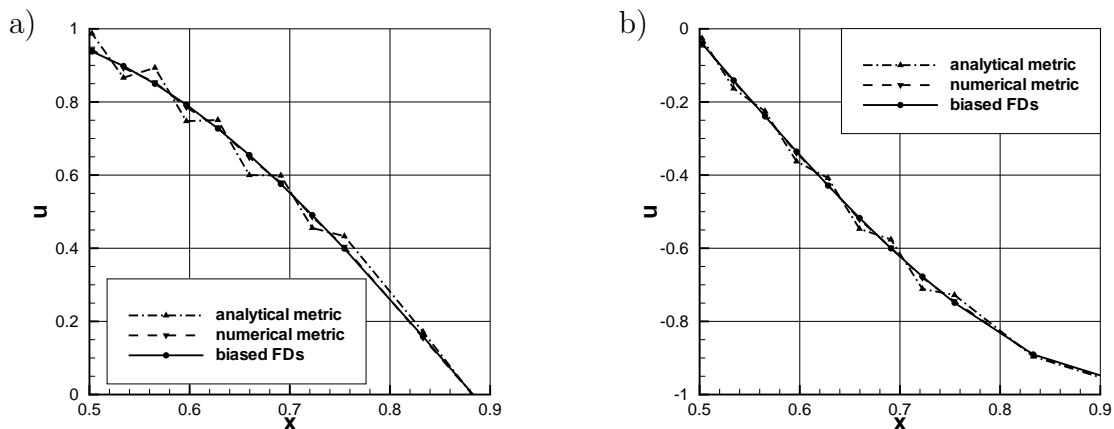 a)
1
0.8
0.6
0.4
0.2
0
u
analytical metric
numerical metric
biased FDs
0.5 0.6 0.7 0.8 0.9
x
b)
0
-0.2
-0.4
-0.6
-0.8
-1
u
analytical metric
numerical metric
biased FDs
0.5 0.6 0.7 0.8 0.9
x